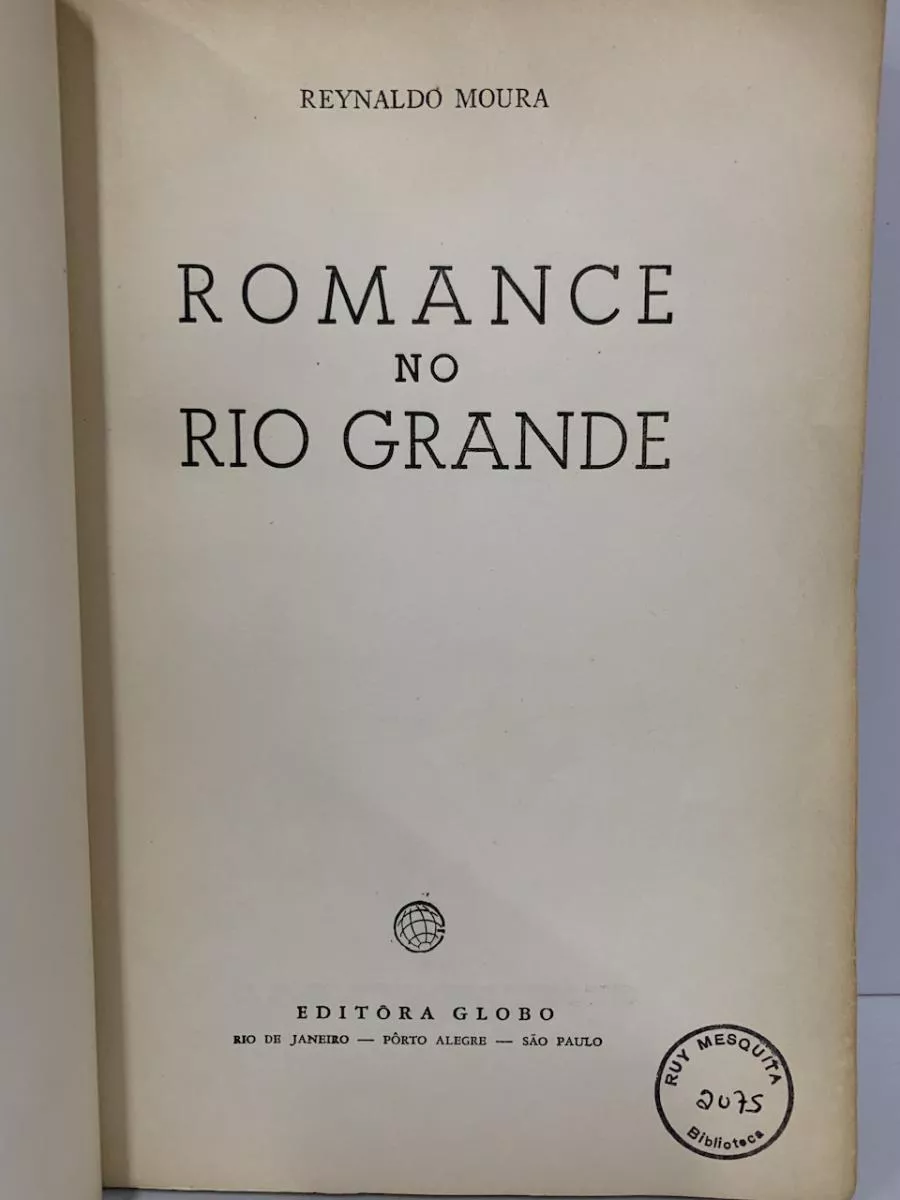 REYNALDO MOURA
ROMANCE
NO
RIO GRANDE
EDITÔRA GLOBO
RIO DE JANEIRO — PÔRTO ALEGRE — SÃO PAULO
RUY MESQUITA
2075
Biblioteca